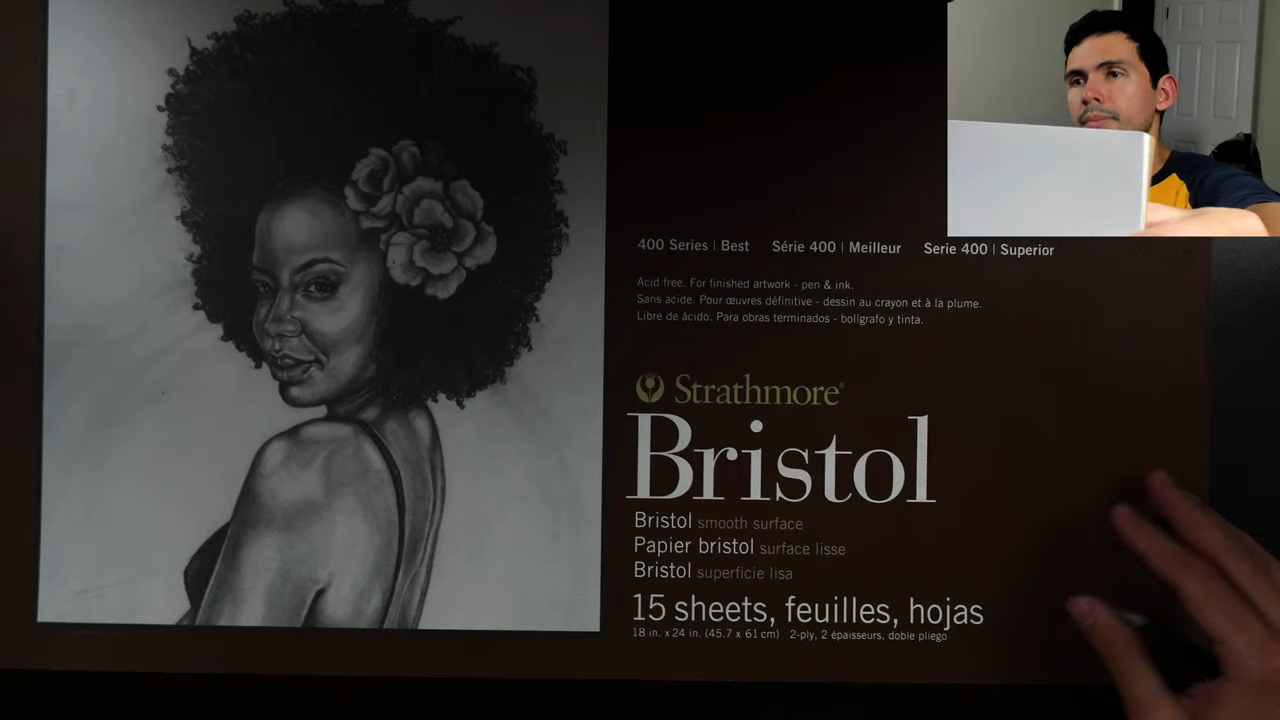 400 Series | Best Série 400 | Meilleur Serie 400 | Superior
Acid free. For finished artwork - pen & ink.
Sans acide. Pour œuvres définitive - dessin au crayon et à la plume.
Libre de ácido. Para obras terminados - bolígrafo y tinta.
Strathmore®
Bristol
Bristol smooth surface
Papier bristol surface lisse
Bristol superficie lisa
15 sheets, feuilles, hojas
18 in. x 24 in. (45.7 x 61 cm) 2-ply, 2 épaisseurs, doble pliego